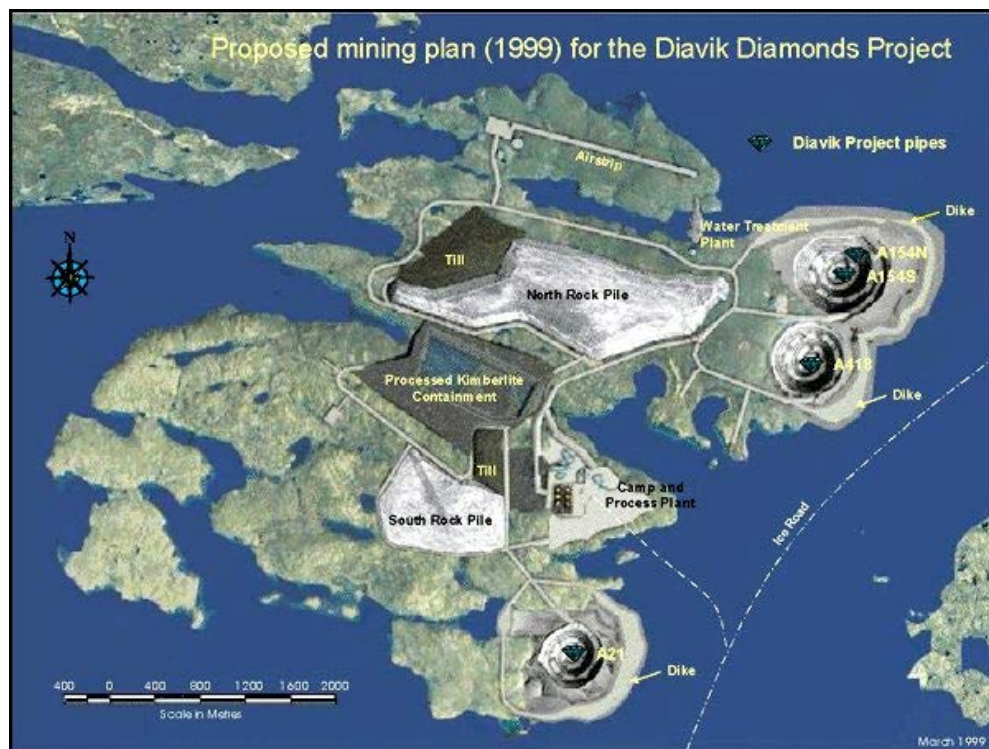 Proposed mining plan (1999) for the Diavik Diamonds Project
Diavik Project pipes
Airstrip
Dike
Water Treatment
Plant
A154N
A154S
Till
North Rock Pile
N
A418
Processed Kimberlite
Containment
Dike
Till
Camp and
Process Plant
South Rock Pile
Ice Road
A21
Dike
400 0 400 800 1200 1600 2000
Scale in Metres
March 1999